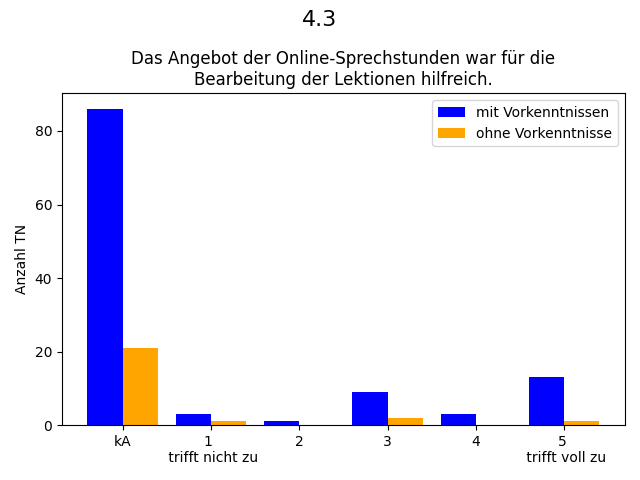 4.3
Das Angebot der Online-Sprechstunden war für die
Bearbeitung der Lektionen hilfreich.
mit Vorkenntnissen
ohne Vorkenntnisse
Anzahl TN
80
60
40
20
0
kA 1 2 3 4 5
trifft nicht zu trifft voll zu